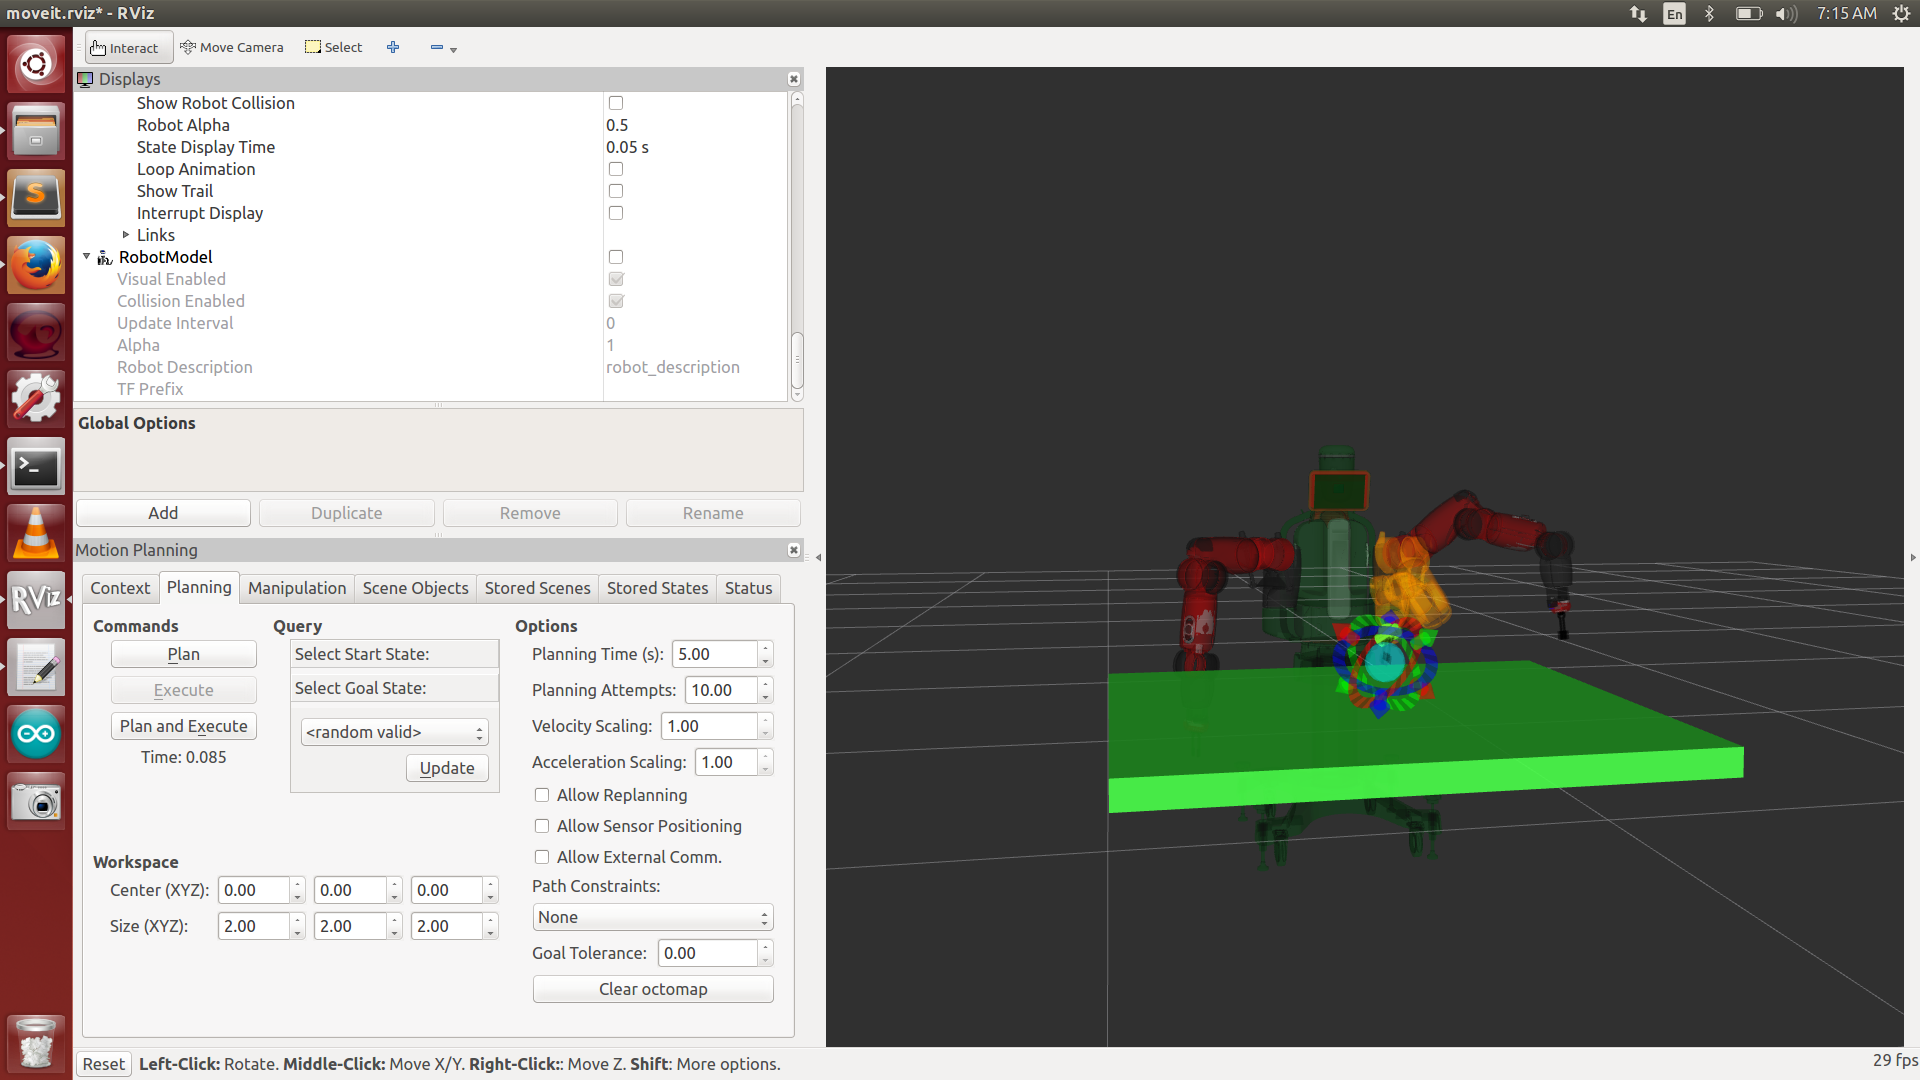 moveit.rviz* - RViz
En
7:15 AM
Interact
Move Camera
Select
Displays
Show Robot Collision
Robot Alpha 0.5
State Display Time 0.05 s
Loop Animation
Show Trail
Interrupt Display
Links
RobotModel
Visual Enabled
Collision Enabled
Update Interval 0
Alpha 1
Robot Description robot_description
TF Prefix
Global Options
Add Duplicate Remove Rename
Motion Planning
Context Planning Manipulation Scene Objects Stored Scenes Stored States Status
Commands
Plan
Execute
Plan and Execute
Time: 0.085
Query
Select Start State:
Select Goal State:
<random valid>
Update
Options
Planning Time (s): 5.00
Planning Attempts: 10.00
Velocity Scaling: 1.00
Acceleration Scaling: 1.00
Allow Replanning
Allow Sensor Positioning
Allow External Comm.
Path Constraints:
None
Goal Tolerance: 0.00
Clear octomap
Workspace
Center (XYZ): 0.00 0.00 0.00
Size (XYZ): 2.00 2.00 2.00
Reset
Left-Click: Rotate. Middle-Click: Move X/Y. Right-Click:: Move Z. Shift: More options.
29 fps
S
>_
RViz